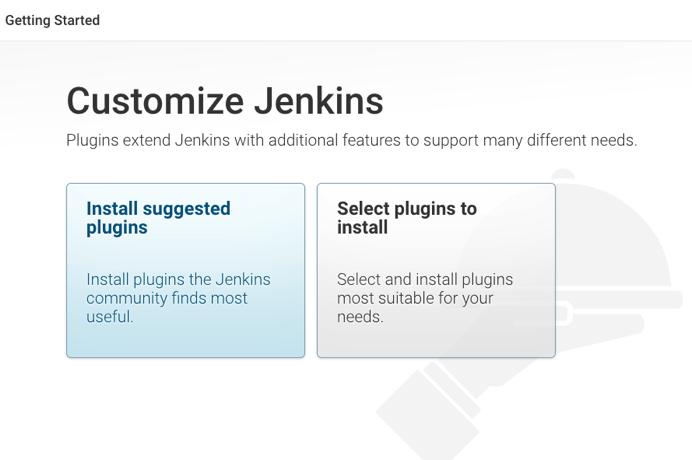 Getting Started
Customize Jenkins
Plugins extend Jenkins with additional features to support many different needs.
Install suggested
plugins
Install plugins the Jenkins
community finds most
useful.
Select plugins to
install
Select and install plugins
most suitable for your
needs.